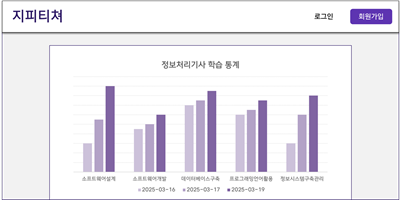 지피티쳐
로그인
회원가입
정보처리기사 학습 통계
소프트웨어설계 소프트웨어개발 데이터베이스구축 프로그래밍언어활용 정보시스템구축관리
2025-03-16 2025-03-17 2025-03-19